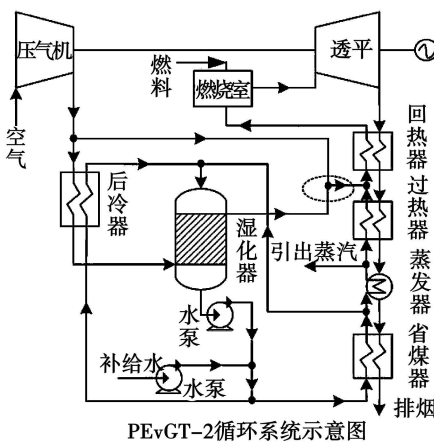 压气机
透平
燃料
燃烧室
空气
回热器
后冷器
过热器
湿化器
引出蒸汽
蒸发器
水泵
省煤器
补给水
水泵
排烟
PEvGT-2循环系统示意图